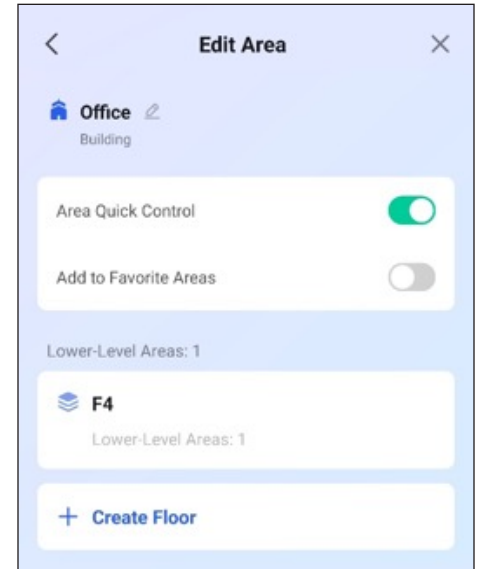 Edit Area
Office
Building
Area Quick Control
Add to Favorite Areas
Lower-Level Areas: 1
F4
Lower-Level Areas: 1
+ Create Floor